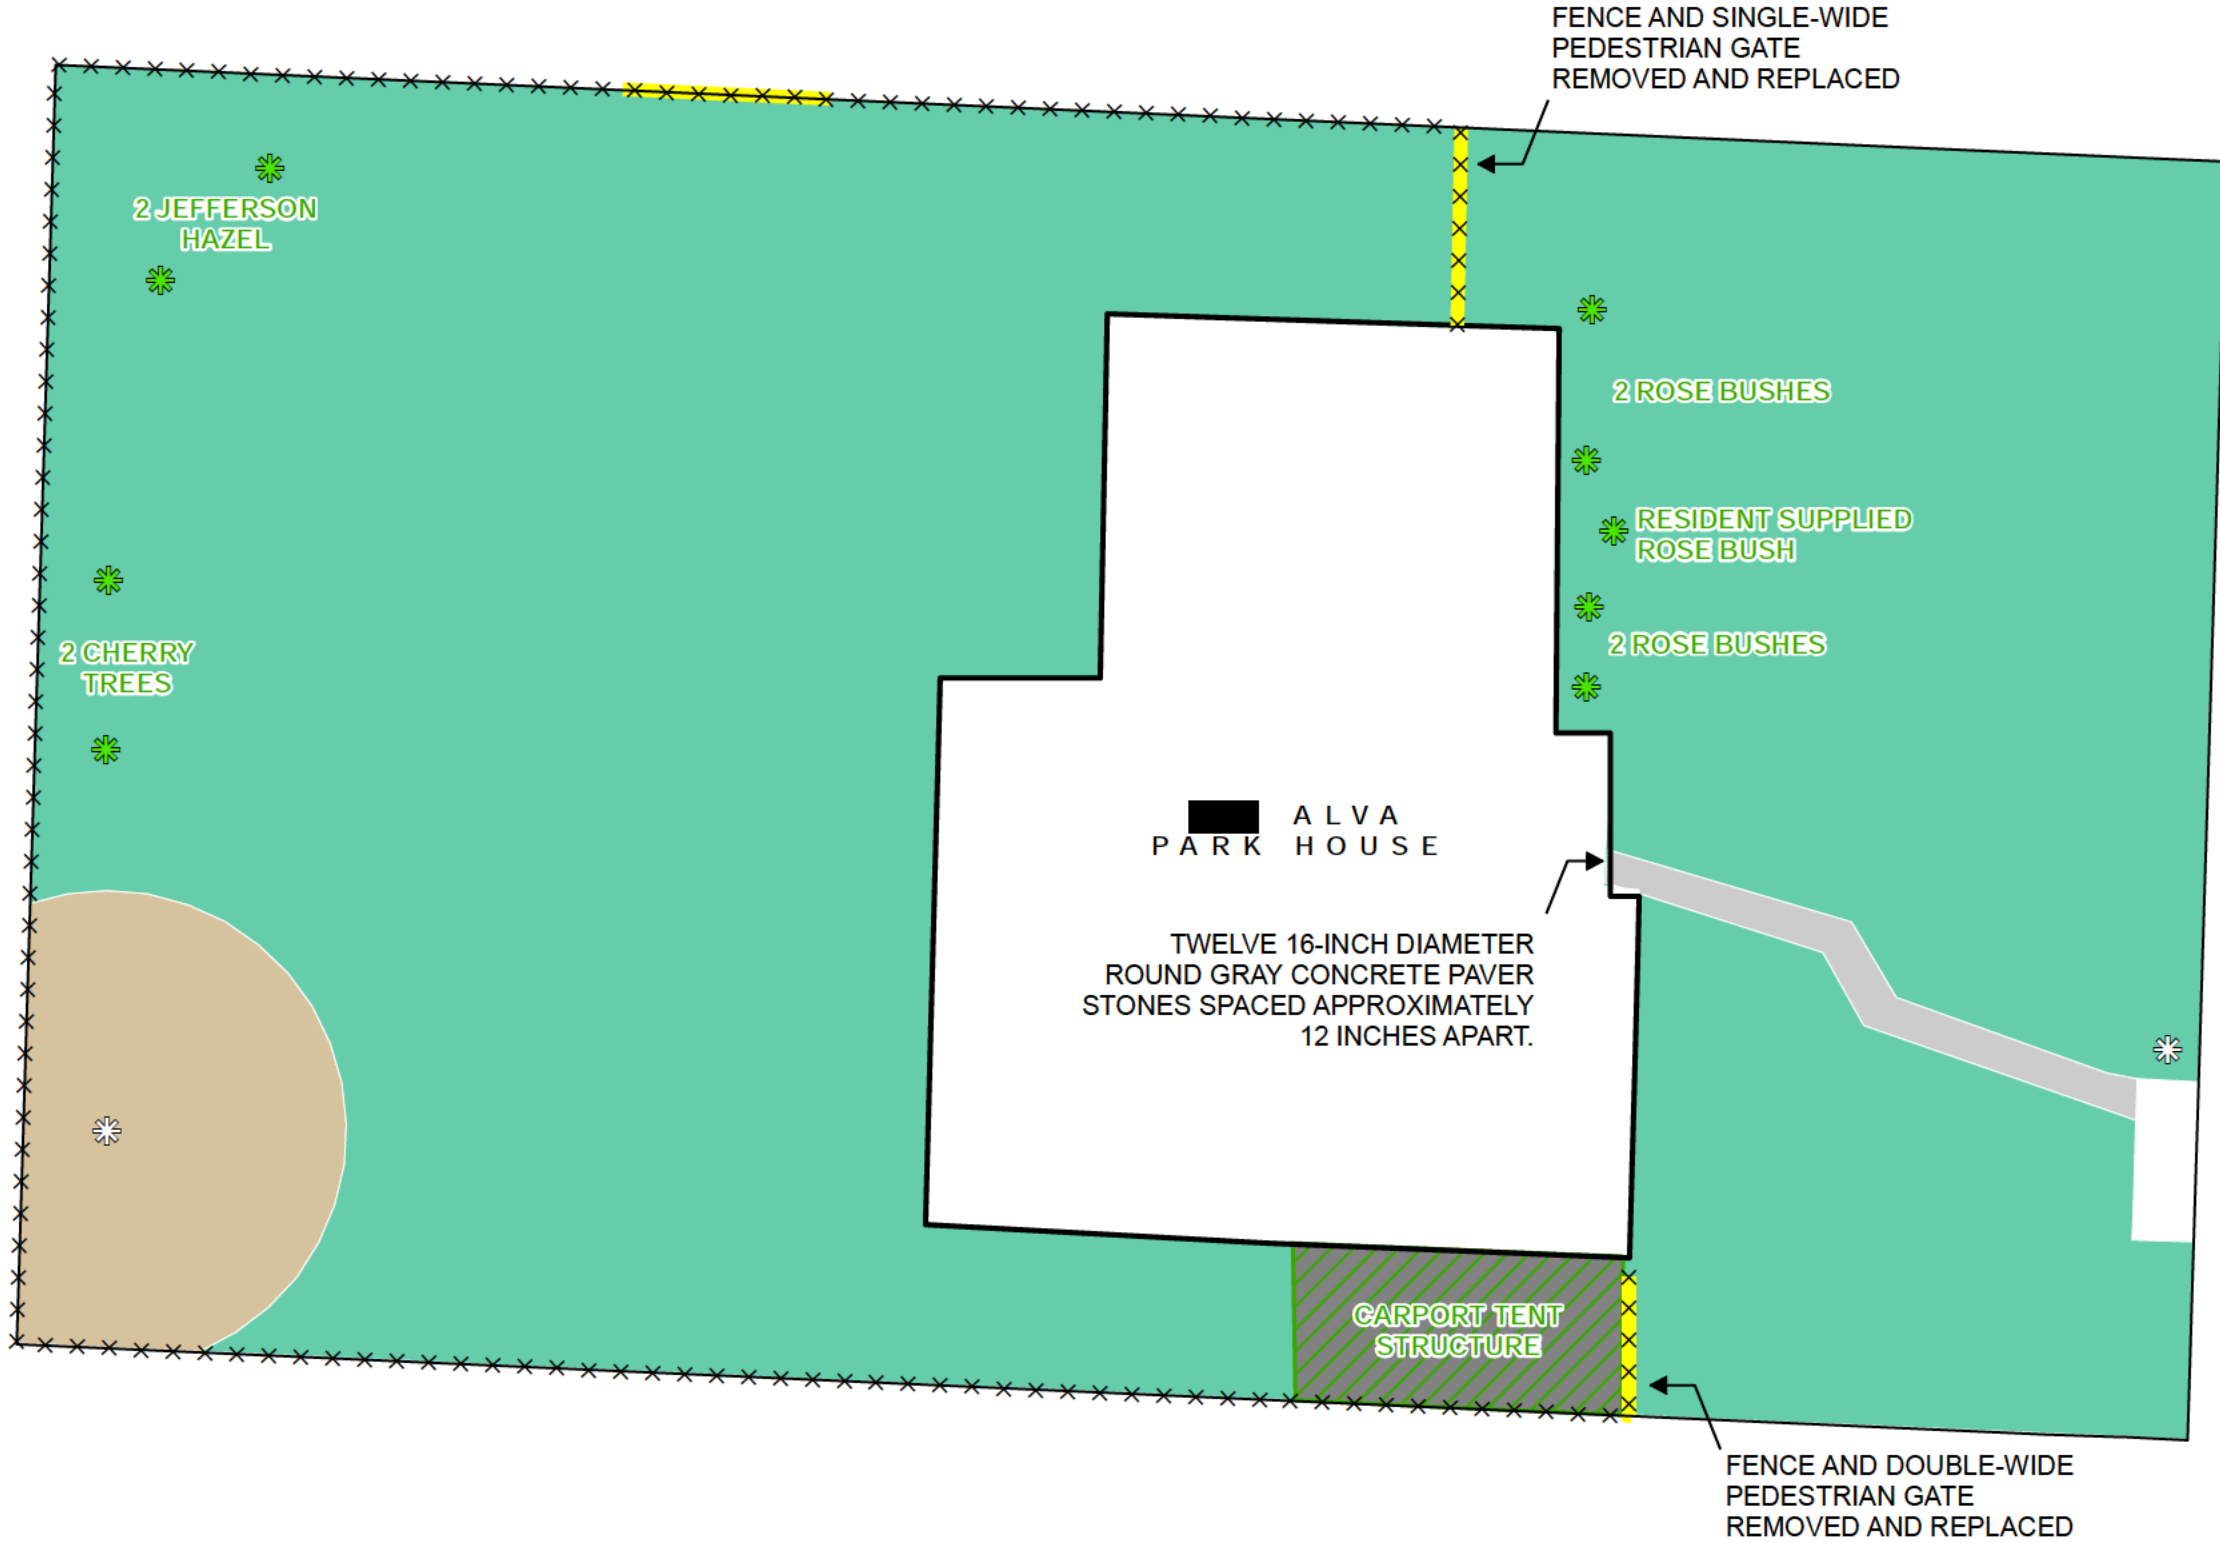 FENCE AND SINGLE-WIDE
PEDESTRIAN GATE
REMOVED AND REPLACED
2 JEFFERSON
HAZEL
2 ROSE BUSHES
RESIDENT SUPPLIED
ROSE BUSH
2 ROSE BUSHES
2 CHERRY
TREES
ALVA
PARK HOUSE
TWELVE 16-INCH DIAMETER
ROUND GRAY CONCRETE PAVER
STONES SPACED APPROXIMATELY
12 INCHES APART.
CARPORT TENT
STRUCTURE
FENCE AND DOUBLE-WIDE
PEDESTRIAN GATE
REMOVED AND REPLACED